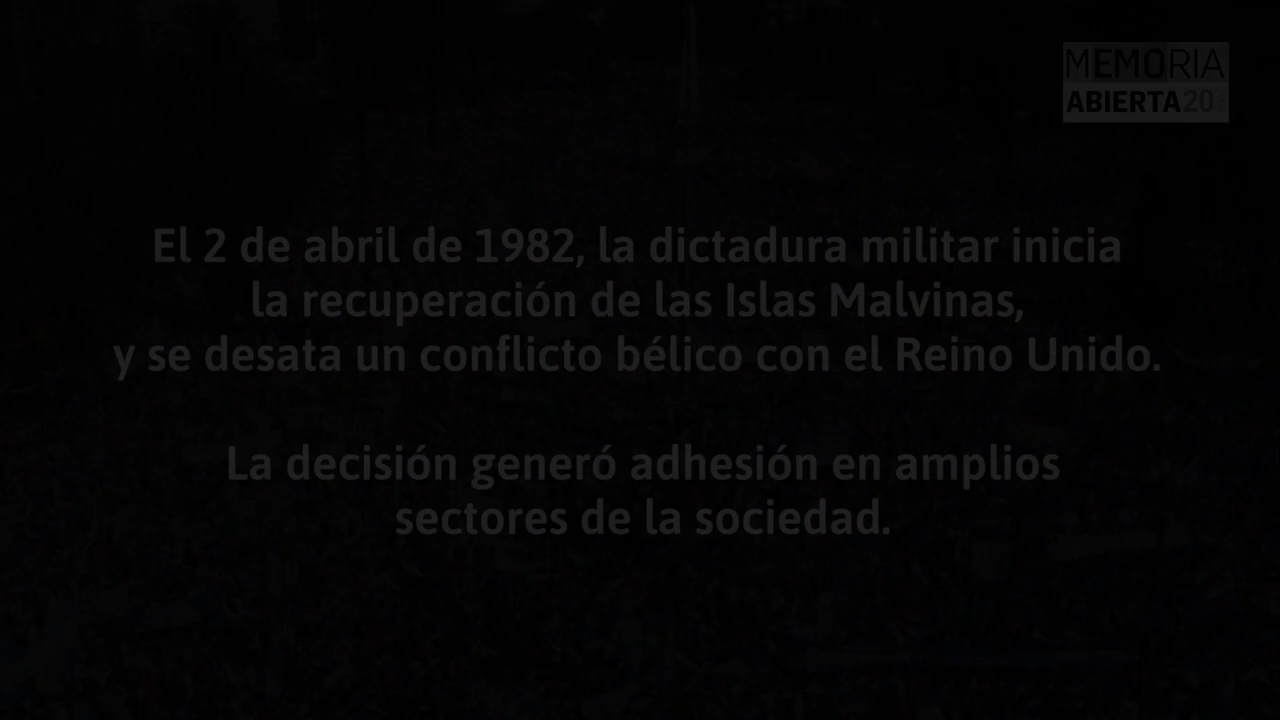 MEMORIA
ABIERTA 20
El 2 de abril de 1982, la dictadura militar inicia
la recuperación de las Islas Malvinas,
y se desata un conflicto bélico con el Reino Unido.
La decisión generó adhesión en amplios
sectores de la sociedad.